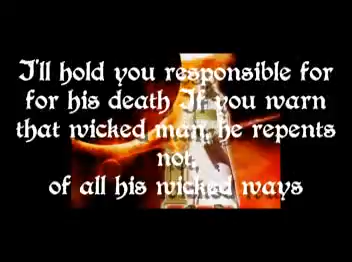 I'll hold you responsible for
for his death If you warn
that wicked man, he repents
not,
of all his wicked ways